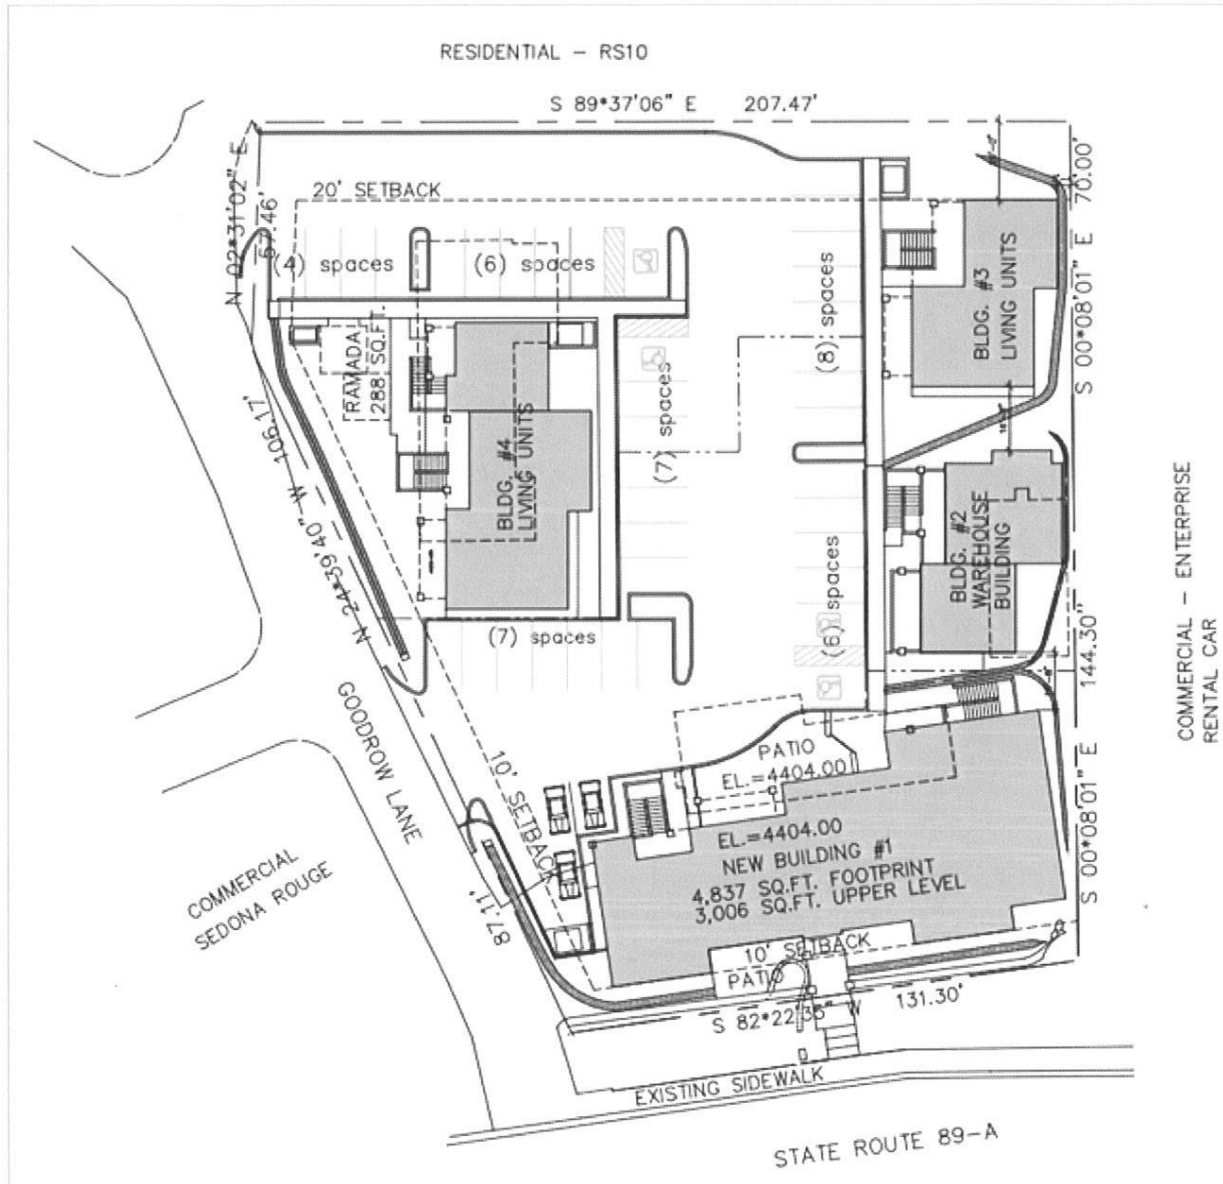 RESIDENTIAL - RS10
S 89*37'06" E 207.47'
N 02*31'02" E
57.46'
20' SETBACK
70.00'
S 00*08'01" E
(4) spaces
(6) spaces
(8) spaces
BLDG. #3
LIVING UNITS
RAMADA
288 SQ.FT.
BLDG. #4
LIVING UNITS
(7) spaces
N 24*39'40" W 106.17'
BLDG. #2
WAREHOUSE
BUILDING
(6) spaces
(7) spaces
144.30'
S 00*08'01" E
COMMERCIAL - ENTERPRISE
RENTAL CAR
GOODROW LANE
10' SETBACK
PATIO
EL.=4404.00
COMMERCIAL
SEDONA ROUGE
87.11'
EL.=4404.00
NEW BUILDING #1
4,837 SQ.FT. FOOTPRINT
3,006 SQ.FT. UPPER LEVEL
10' SETBACK
PATIO
S 82*22'35" W 131.30'
EXISTING SIDEWALK
STATE ROUTE 89-A